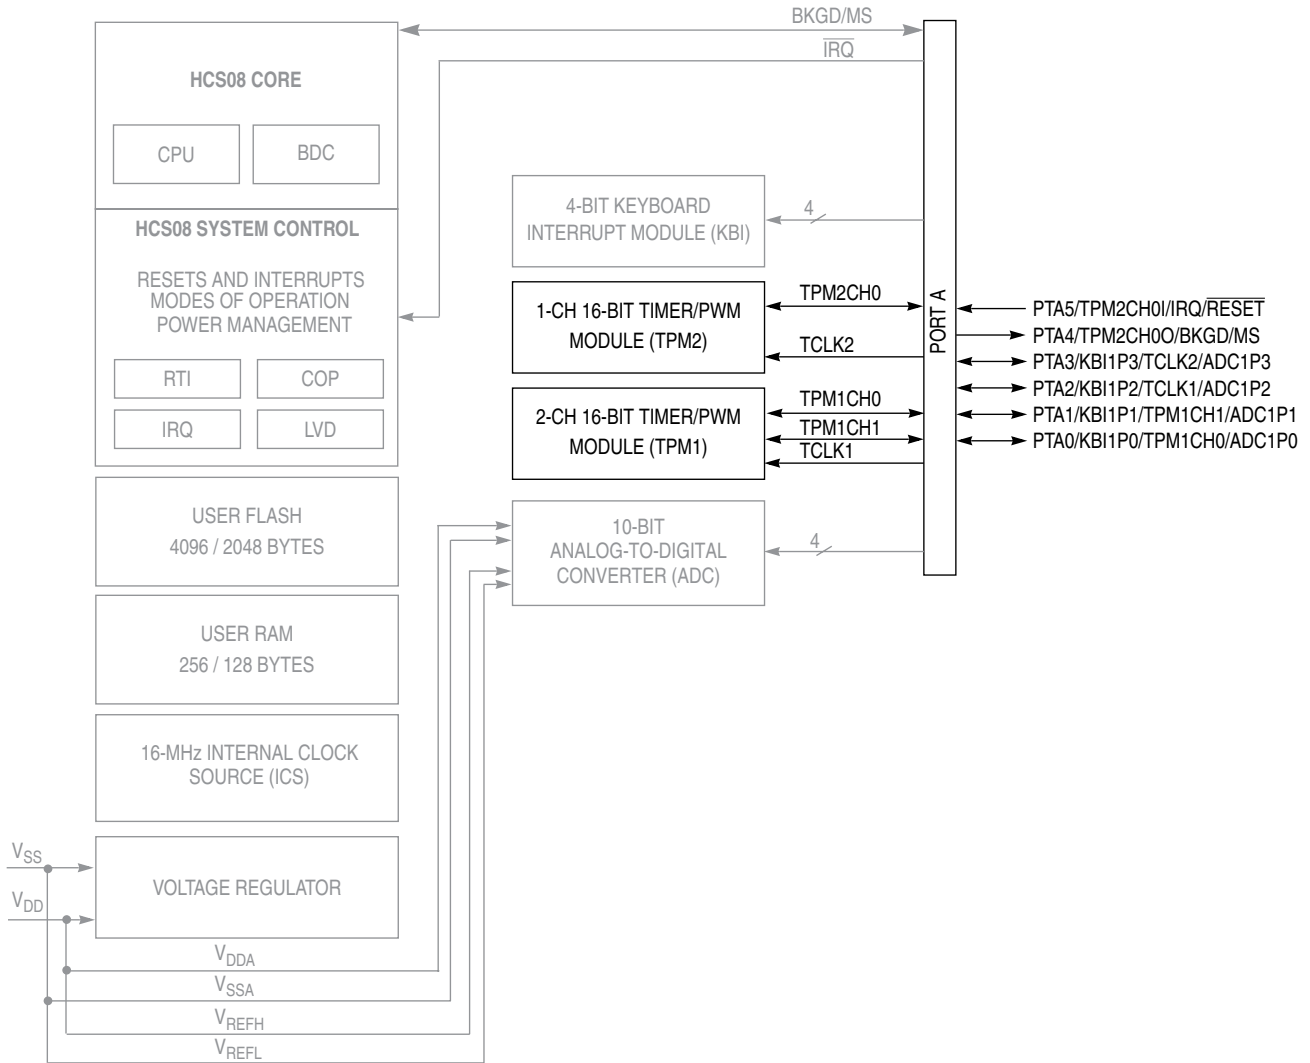 BKGD/MS
IRQ
HCS08 CORE
CPU
BDC
HCS08 SYSTEM CONTROL
RESETS AND INTERRUPTS
MODES OF OPERATION
POWER MANAGEMENT
RTI
COP
IRQ
LVD
USER FLASH
4096 / 2048 BYTES
USER RAM
256 / 128 BYTES
16-MHz INTERNAL CLOCK
SOURCE (ICS)
VOLTAGE REGULATOR
VSS
VDD
VDDA
VSSA
VREFH
VREFL
4-BIT KEYBOARD
INTERRUPT MODULE (KBI)
4
1-CH 16-BIT TIMER/PWM
MODULE (TPM2)
TPM2CH0
TCLK2
2-CH 16-BIT TIMER/PWM
MODULE (TPM1)
TPM1CH0
TPM1CH1
TCLK1
10-BIT
ANALOG-TO-DIGITAL
CONVERTER (ADC)
4
PORT A
PTA5/TPM2CH0I/IRQ/RESET
PTA4/TPM2CH0O/BKGD/MS
PTA3/KBI1P3/TCLK2/ADC1P3
PTA2/KBI1P2/TCLK1/ADC1P2
PTA1/KBI1P1/TPM1CH1/ADC1P1
PTA0/KBI1P0/TPM1CH0/ADC1P0